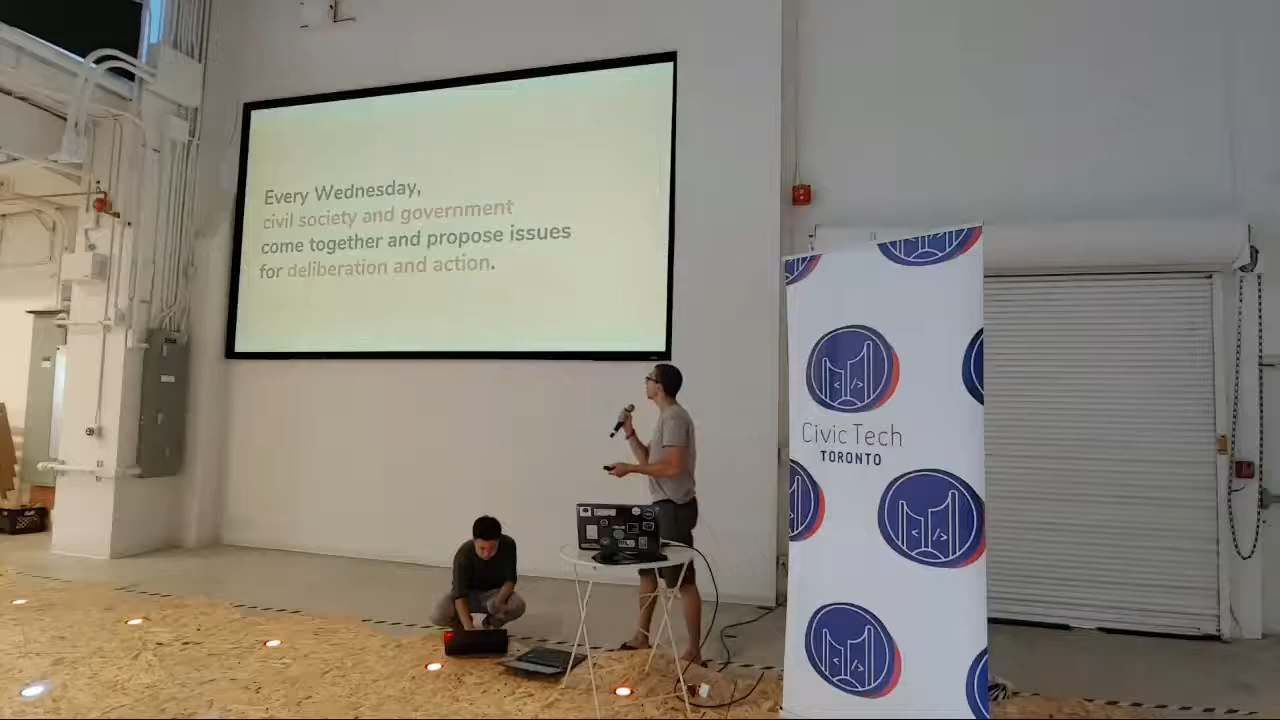 Every Wednesday,
civil society and government
come together and propose issues
for deliberation and action.
Civic Tech
TORONTO